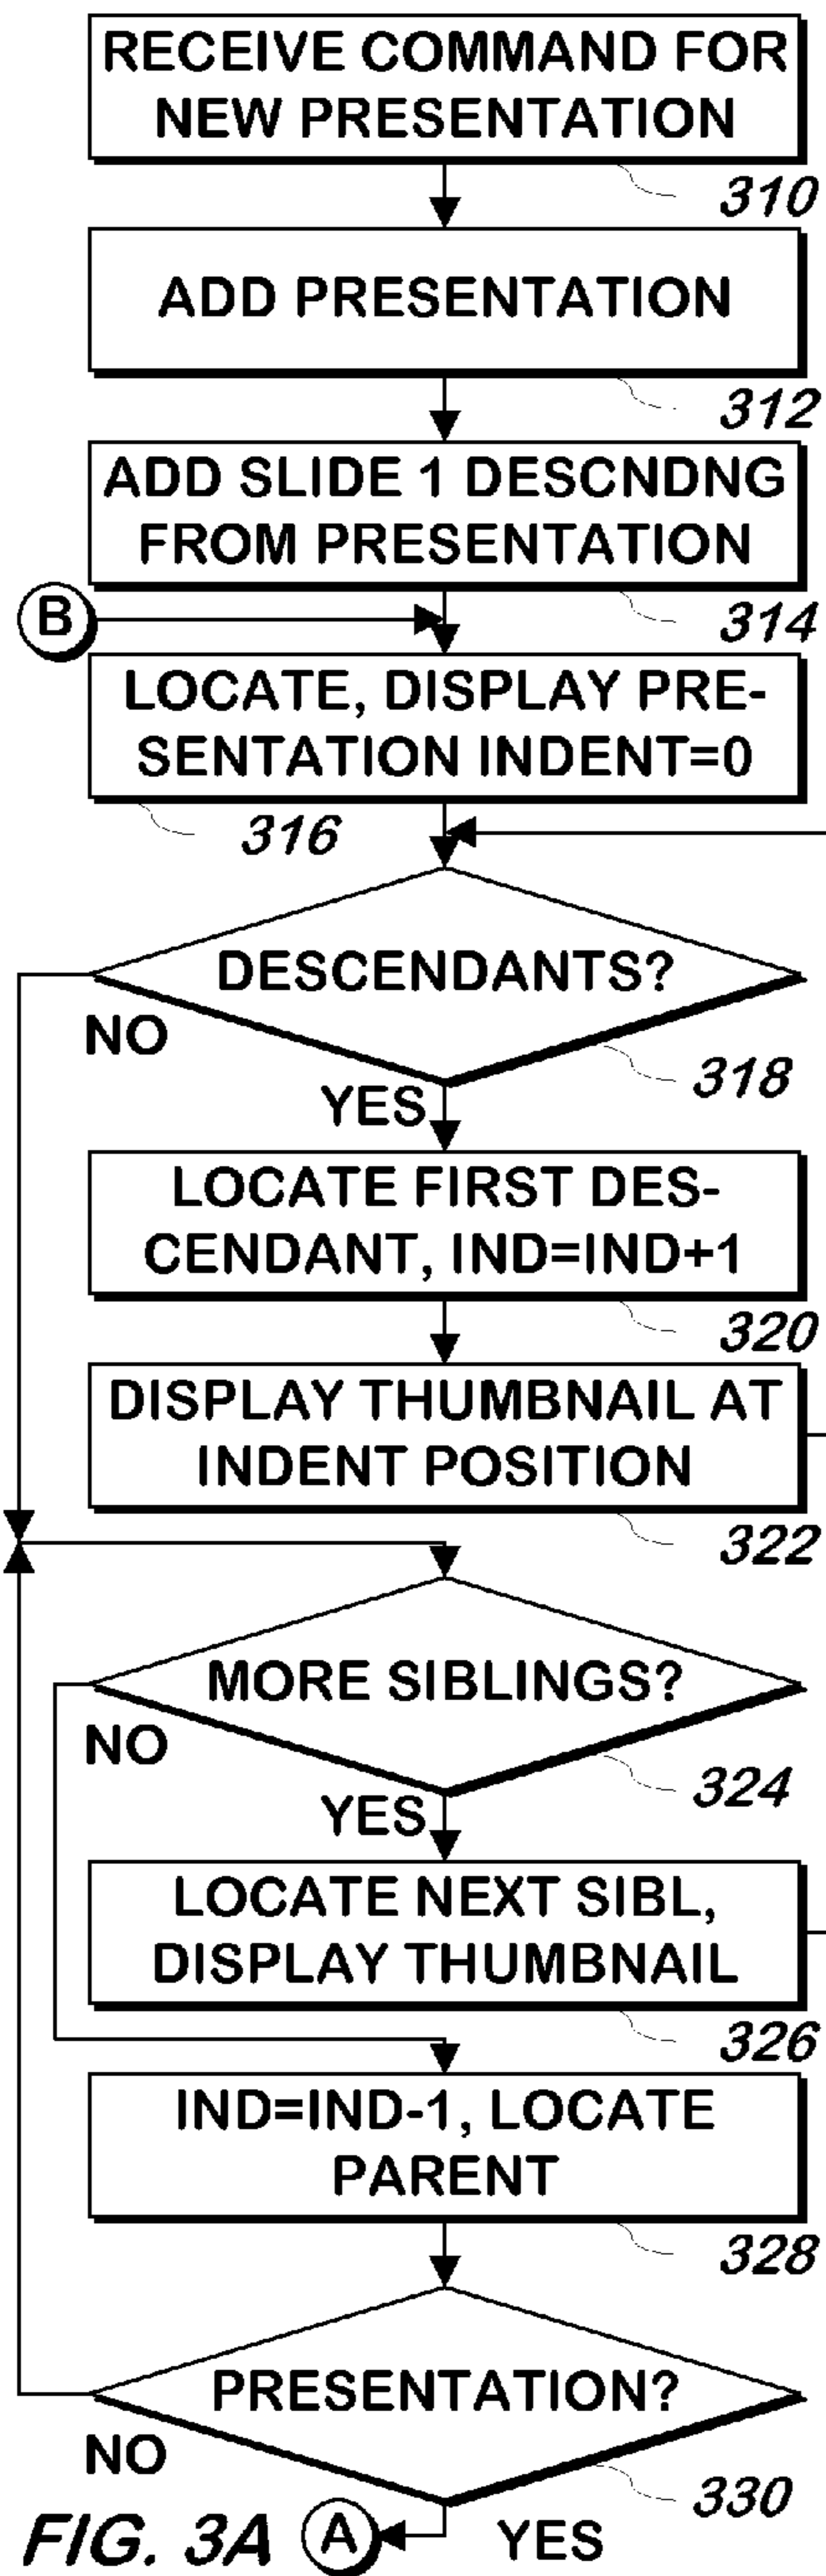 RECEIVE COMMAND FOR
NEW PRESENTATION
310
ADD PRESENTATION
312
ADD SLIDE 1 DESCNDNG
FROM PRESENTATION
314
B
LOCATE, DISPLAY PRE-
SENTATION INDENT=0
316
DESCENDANTS?
NO
318
YES
LOCATE FIRST DES-
CENDANT, IND=IND+1
320
DISPLAY THUMBNAIL AT
INDENT POSITION
322
MORE SIBLINGS?
NO
324
YES
LOCATE NEXT SIBL,
DISPLAY THUMBNAIL
326
IND=IND-1, LOCATE
PARENT
328
PRESENTATION?
NO
330
FIG. 3A
A
YES